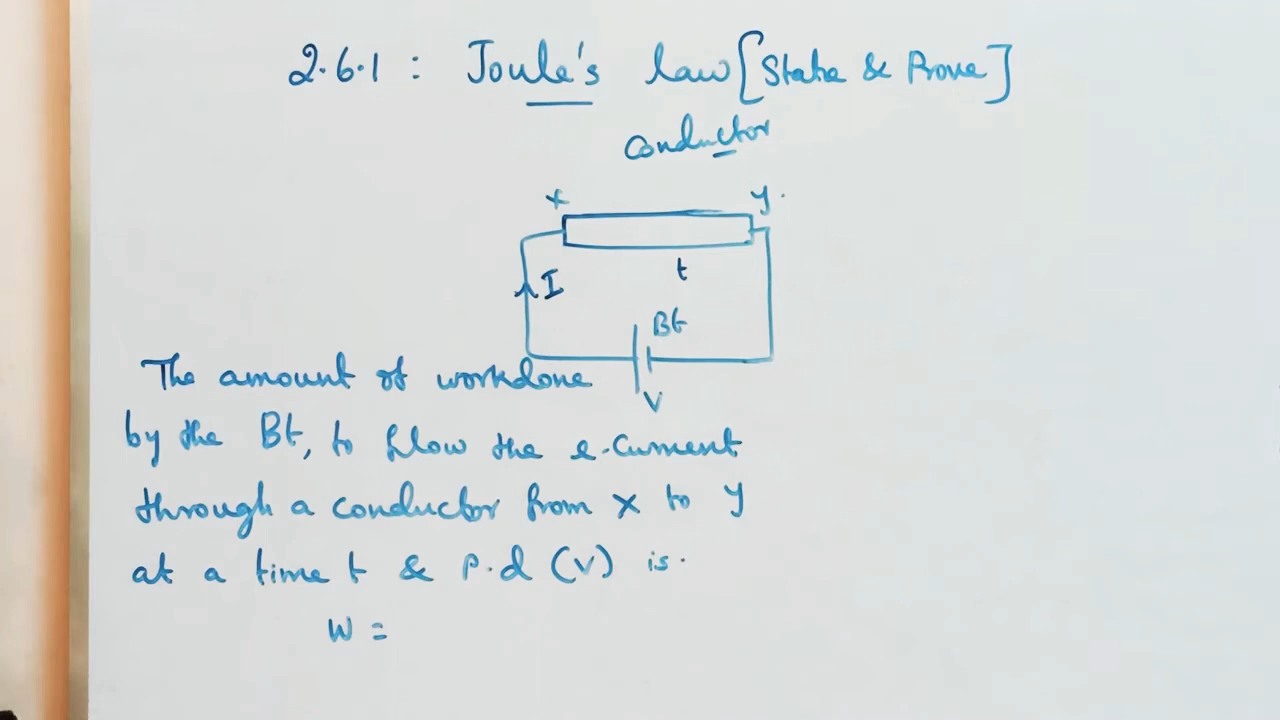 2.6.1 : Joule's law [State & Prove]
conductor
x y.
I t
Bt
V
The amount of workdone
by the Bt, to flow the e.Current
through a conductor from x to y
at a time t & P.d (V) is.
W =